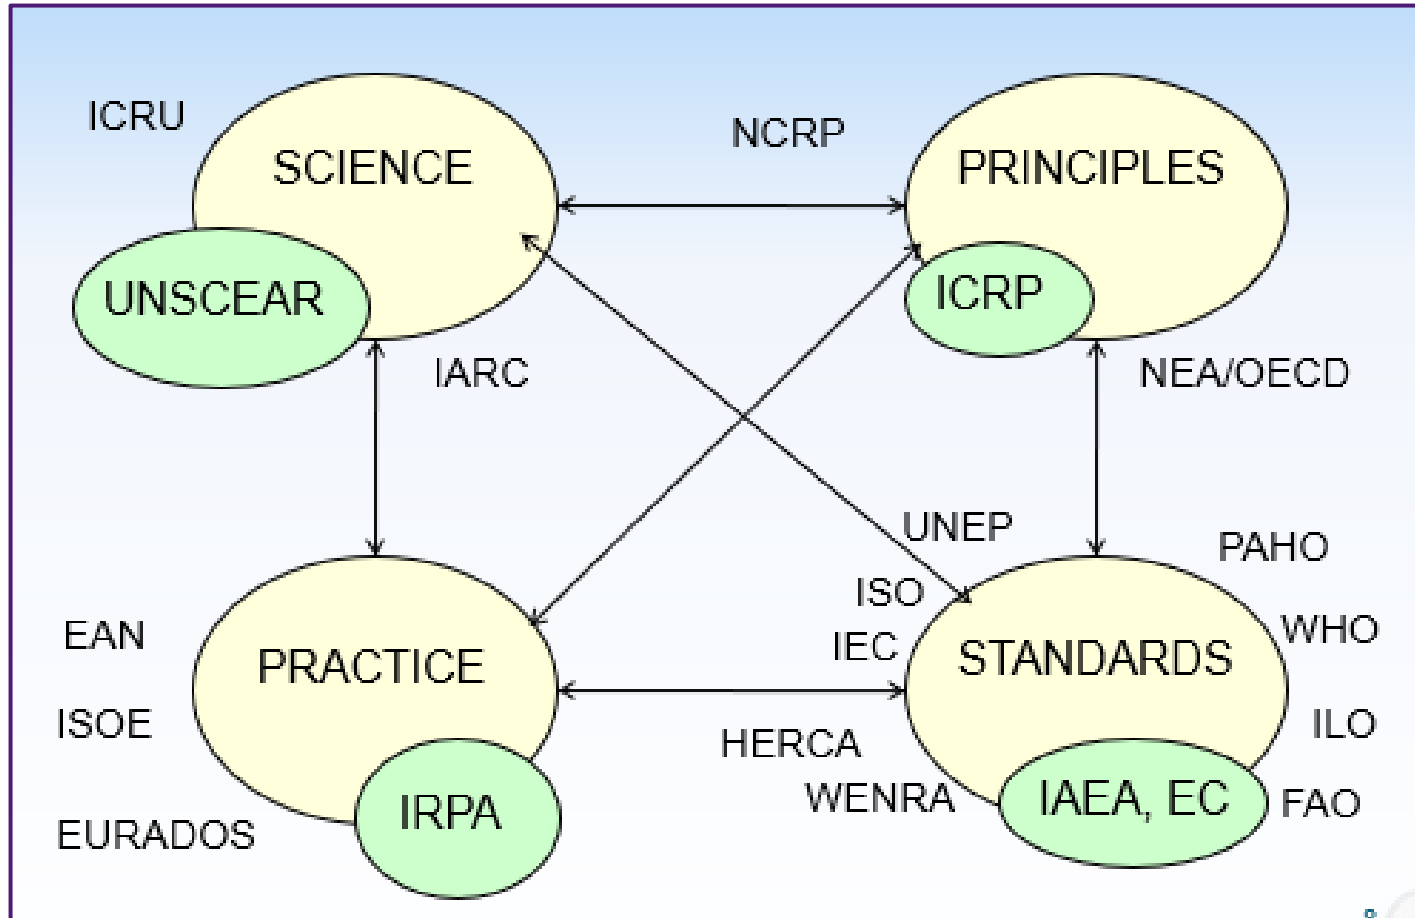 ICRU
NCRP
SCIENCE
PRINCIPLES
UNSCEAR
ICRP
IARC
NEA/OECD
UNEP
PAHO
ISO
EAN
WHO
IEC
PRACTICE
STANDARDS
ISOE
ILO
HERCA
WENRA
IAEA, EC
FAO
IRPA
EURADOS